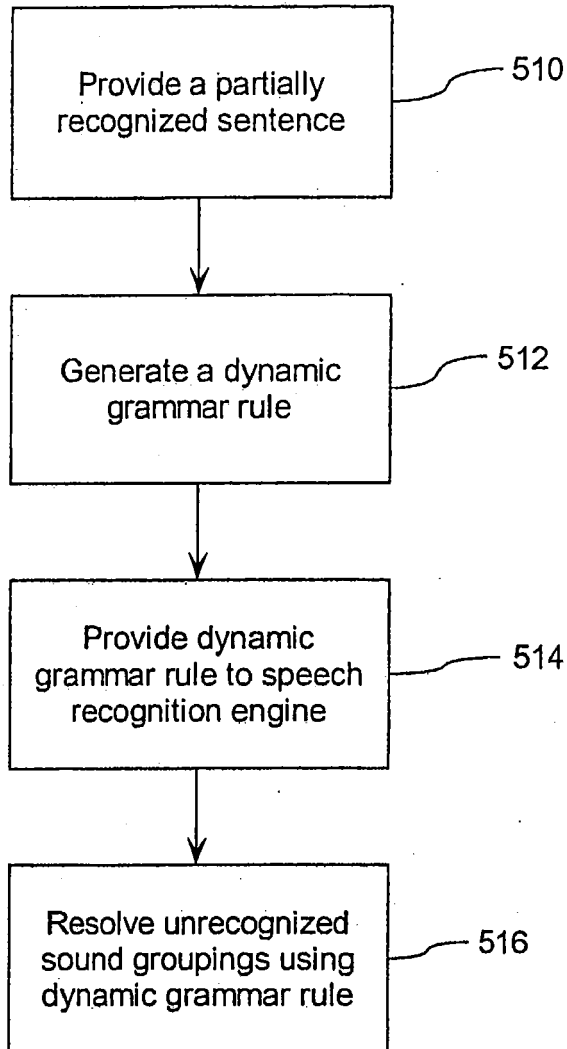 Provide a partially
recognized sentence
510
Generate a dynamic
grammar rule
512
Provide dynamic
grammar rule to speech
recognition engine
514
Resolve unrecognized
sound groupings using
dynamic grammar rule
516